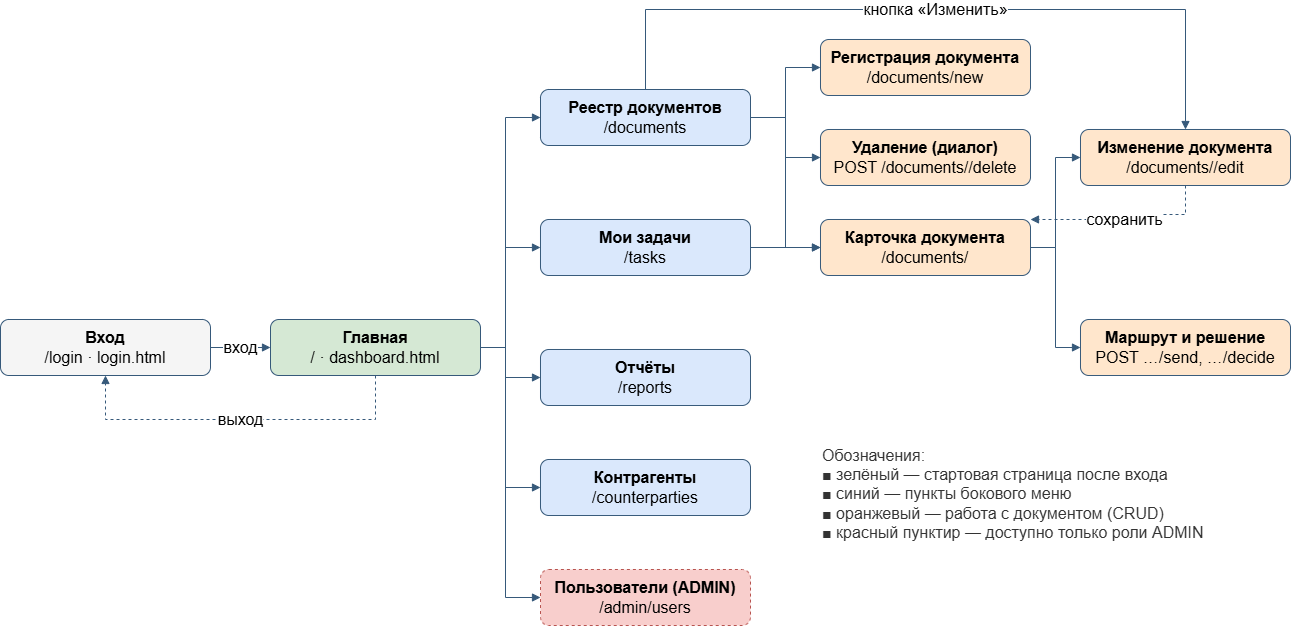 кнопка «Изменить»
Регистрация документа
/documents/new
Реестр документов
/documents
Удаление (диалог)
POST /documents//delete
Изменение документа
/documents//edit
сохранить
Мои задачи
/tasks
Карточка документа
/documents/
Вход
/login · login.html
вход
Главная
/ · dashboard.html
выход
Маршрут и решение
POST …/send, …/decide
Отчёты
/reports
Контрагенты
/counterparties
Обозначения:
■ зелёный — стартовая страница после входа
■ синий — пункты бокового меню
■ оранжевый — работа с документом (CRUD)
■ красный пунктир — доступно только роли ADMIN
Пользователи (ADMIN)
/admin/users